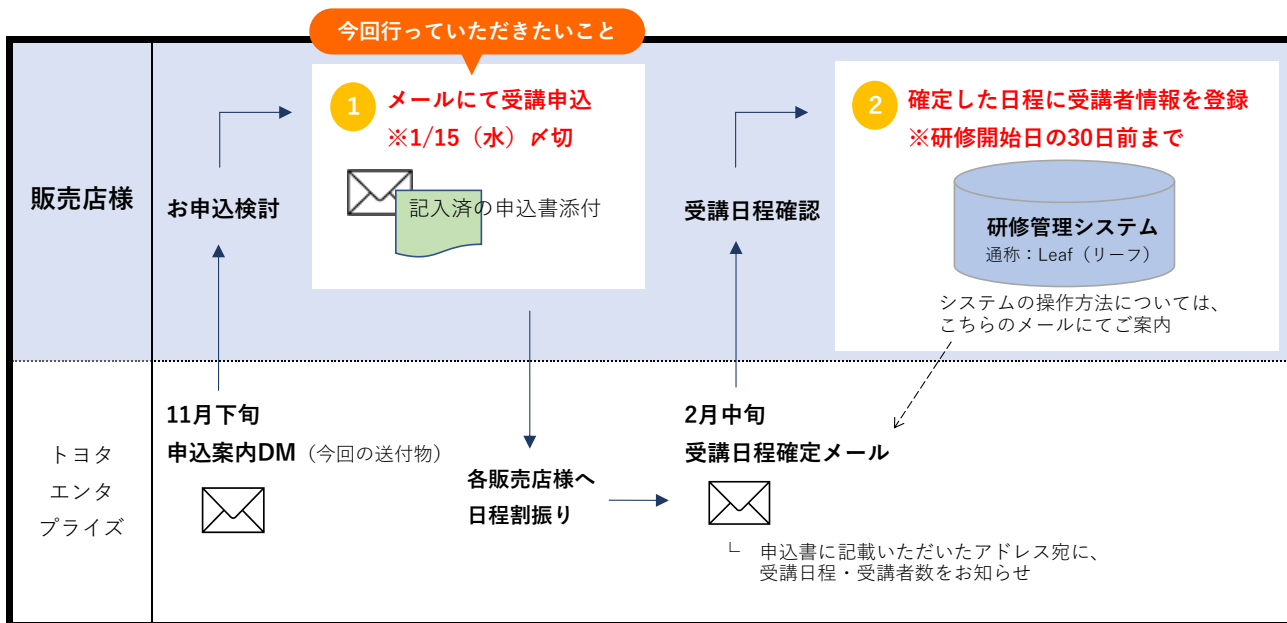 今回行っていただきたいこと
販売店様
お申込検討
1
メールにて受講申込
※1/15（水）〆切
記入済の申込書添付
受講日程確認
2
確定した日程に受講者情報を登録
※研修開始日の30日前まで
研修管理システム
通称：Leaf（リーフ）
システムの操作方法については、
こちらのメールにてご案内
トヨタ
エンタ
プライズ
11月下旬
申込案内DM（今回の送付物）
各販売店様へ
日程割振り
2月中旬
受講日程確定メール
└ 申込書に記載いただいたアドレス宛に、
受講日程・受講者数をお知らせ